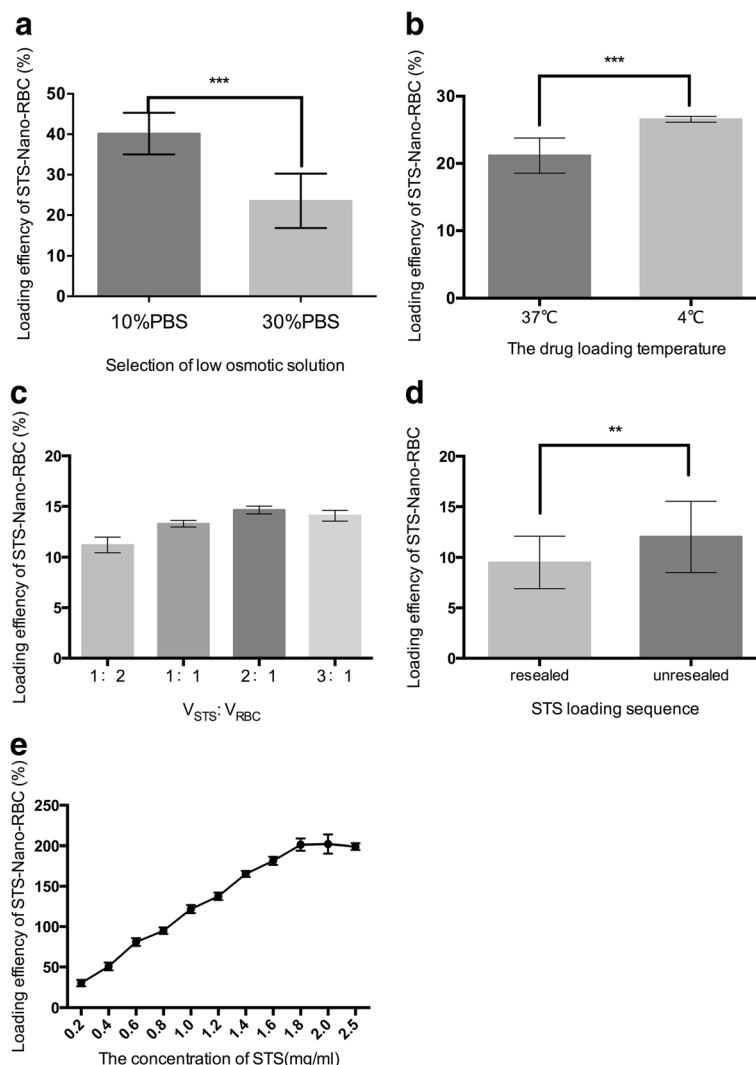 a
Loading effiency of STS-Nano-RBC (%)
50
40
30
20
10
0
***
10%PBS 30%PBS
Selection of low osmotic solution
b
Loading effiency of STS-Nano-RBC (%)
30
20
10
0
***
37℃ 4℃
The drug loading temperature
c
Loading effiency of STS-Nano-RBC (%)
20
15
10
5
0
1: 2 1: 1 2: 1 3: 1
VSTS: VRBC
d
Loading effiency of STS-Nano-RBC
20
15
10
5
0
**
resealed unresealed
STS loading sequence
e
Loading effiency of STS-Nano-RBC (%)
250
200
150
100
50
0
0.2 0.4 0.6 0.8 1.0 1.2 1.4 1.6 1.8 2.0 2.5
The concentration of STS(mg/ml)